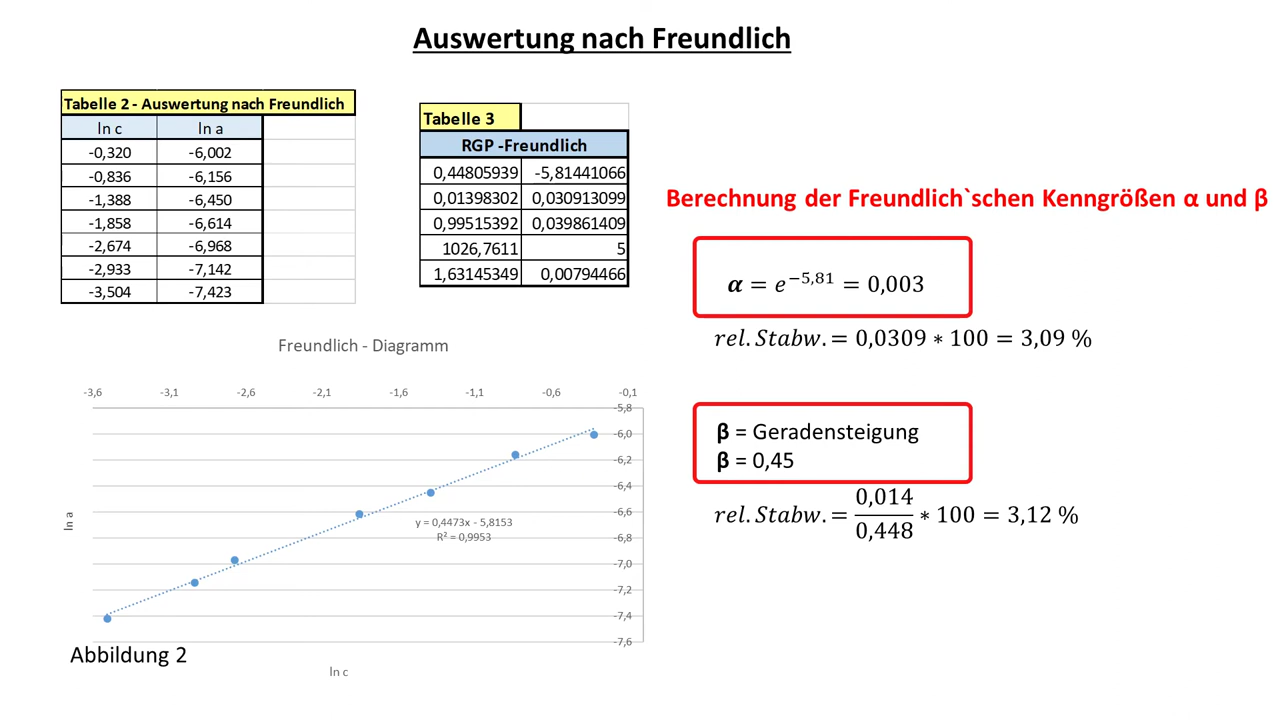 Auswertung nach Freundlich
Tabelle 2 - Auswertung nach Freundlich
ln c ln a
-0,320 -6,002
-0,836 -6,156
-1,388 -6,450
-1,858 -6,614
-2,674 -6,968
-2,933 -7,142
-3,504 -7,423
Tabelle 3
RGP -Freundlich
0,44805939 -5,81441066
0,01398302 0,030913099
0,99515392 0,039861409
1026,7611 5
1,63145349 0,00794466
Berechnung der Freundlich`schen Kenngrößen α und β
α = e^{-5,81} = 0,003
rel. Stabw. = 0,0309 * 100 = 3,09 %
β = Geradensteigung
β = 0,45
rel. Stabw. = 0,014/0,448 * 100 = 3,12 %
Freundlich - Diagramm
-3,6 -3,1 -2,6 -2,1 -1,6 -1,1 -0,6 -0,1
-5,8
-6,0
-6,2
-6,4
-6,6
-6,8
-7,0
-7,2
-7,4
-7,6
ln a
y = 0,4473x - 5,8153
R² = 0,9953
Abbildung 2
ln c